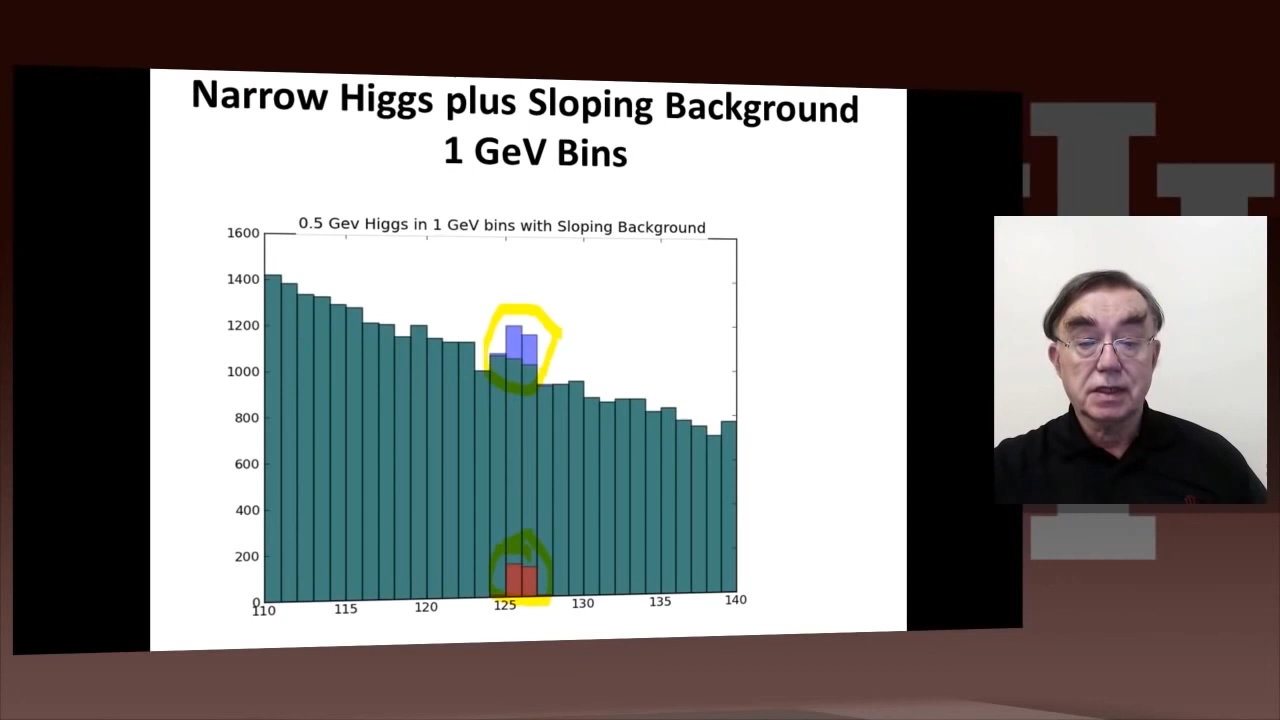 Narrow Higgs plus Sloping Background
1 GeV Bins
0.5 Gev Higgs in 1 GeV bins with Sloping Background
1600
1400
1200
1000
800
600
400
200
0
110 115 120 125 130 135 140